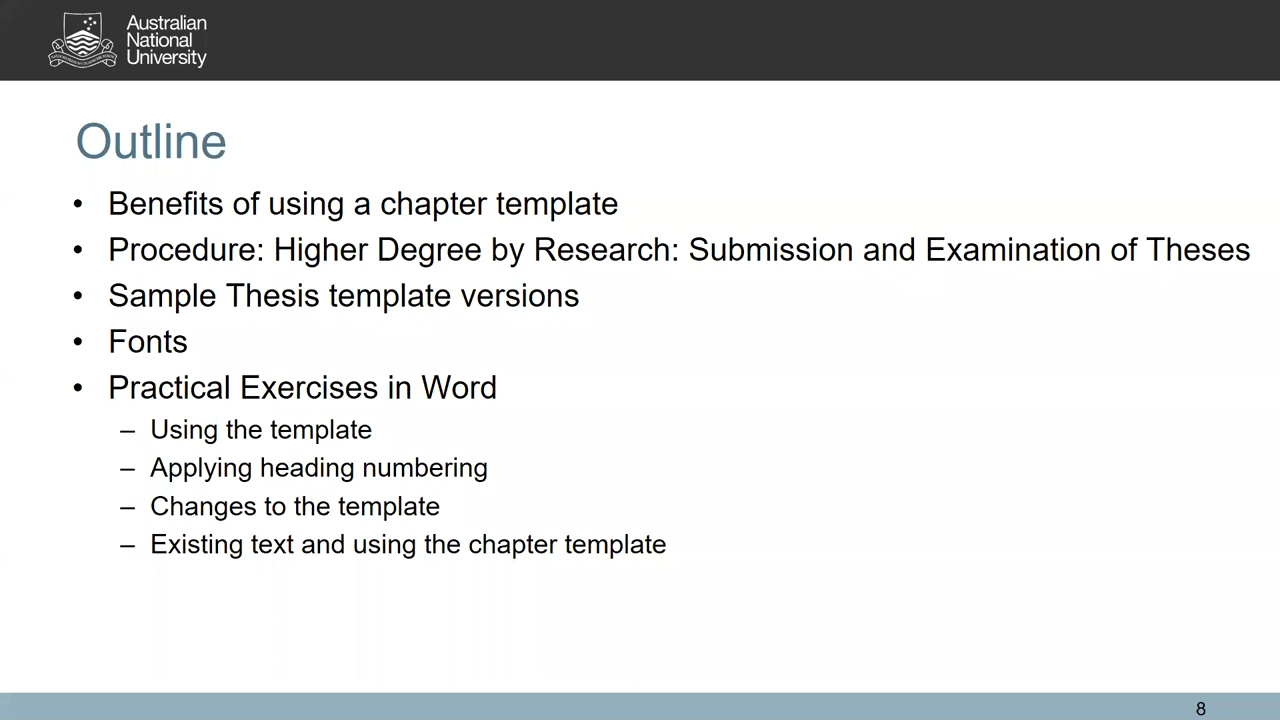 Australian
National
University
Outline
• Benefits of using a chapter template
• Procedure: Higher Degree by Research: Submission and Examination of Theses
• Sample Thesis template versions
• Fonts
• Practical Exercises in Word
– Using the template
– Applying heading numbering
– Changes to the template
– Existing text and using the chapter template
8